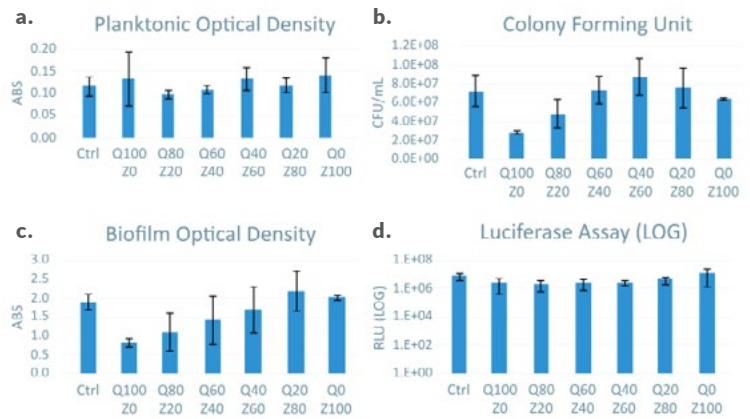 a.
Planktonic Optical Density
ABS
0.20
0.15
0.10
0.05
0.00
Ctrl Q100 Q80 Q60 Q40 Q20 Q0
Z0 Z20 Z40 Z60 Z80 Z100
b.
Colony Forming Unit
CFU/mL
1.2E+08
1.0E+08
8.0E+07
6.0E+07
4.0E+07
2.0E+07
0.0E+00
Ctrl Q100 Q80 Q60 Q40 Q20 Q0
Z0 Z20 Z40 Z60 Z80 Z100
c.
Biofilm Optical Density
ABS
3.0
2.5
2.0
1.5
1.0
0.5
0.0
Ctrl Q100 Q80 Q60 Q40 Q20 Q0
Z0 Z20 Z40 Z60 Z80 Z100
d.
Luciferase Assay (LOG)
RLU (LOG)
1.E+08
1.E+06
1.E+04
1.E+02
1.E+00
Ctrl Q100 Q80 Q60 Q40 Q20 Q0
Z0 Z20 Z40 Z60 Z80 Z100